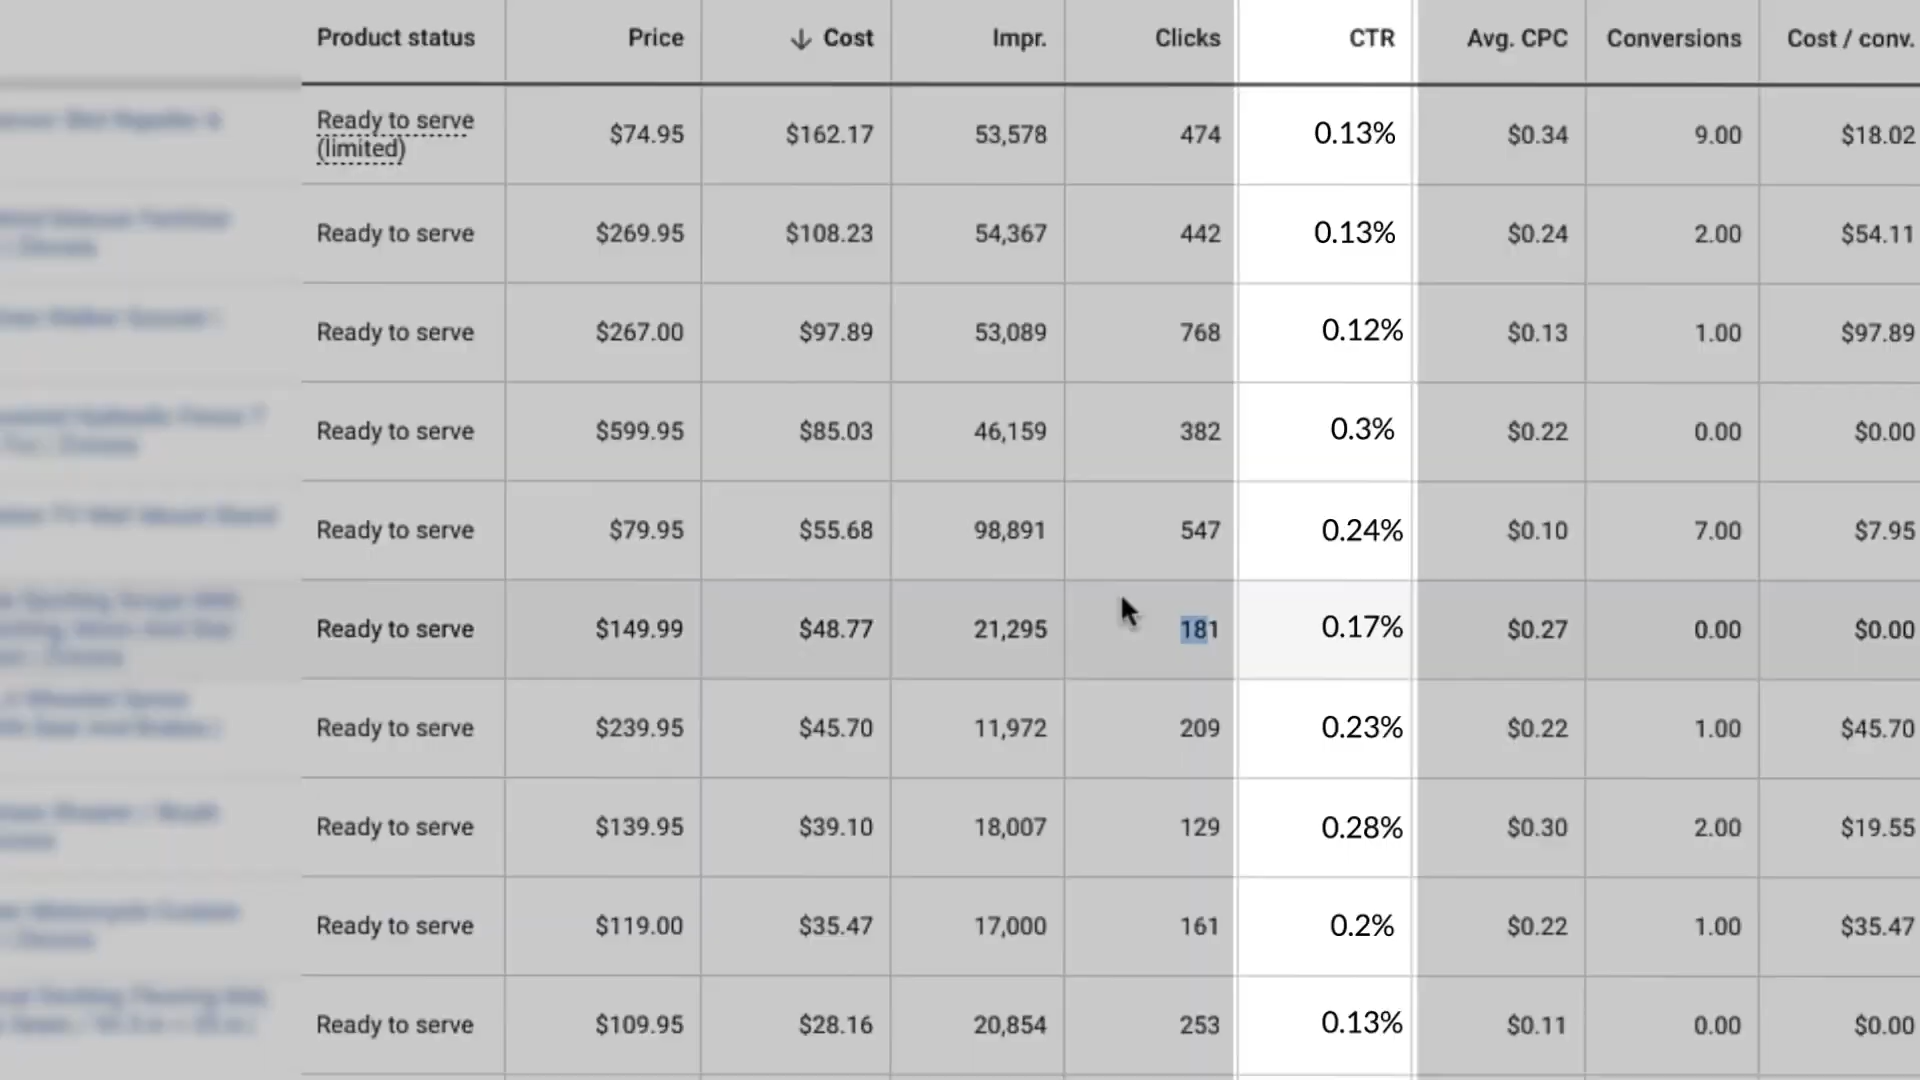 Product status Price Cost Impr. Clicks CTR Avg. CPC Conversions Cost / conv.
Ready to serve
(limited) $74.95 $162.17 53,578 474 0.13% $0.34 9.00 $18.02
Ready to serve $269.95 $108.23 54,367 442 0.13% $0.24 2.00 $54.11
Ready to serve $267.00 $97.89 53,089 768 0.12% $0.13 1.00 $97.89
Ready to serve $599.95 $85.03 46,159 382 0.3% $0.22 0.00 $0.00
Ready to serve $79.95 $55.68 98,891 547 0.24% $0.10 7.00 $7.95
Ready to serve $149.99 $48.77 21,295 181 0.17% $0.27 0.00 $0.00
Ready to serve $239.95 $45.70 11,972 209 0.23% $0.22 1.00 $45.70
Ready to serve $139.95 $39.10 18,007 129 0.28% $0.30 2.00 $19.55
Ready to serve $119.00 $35.47 17,000 161 0.2% $0.22 1.00 $35.47
Ready to serve $109.95 $28.16 20,854 253 0.13% $0.11 0.00 $0.00